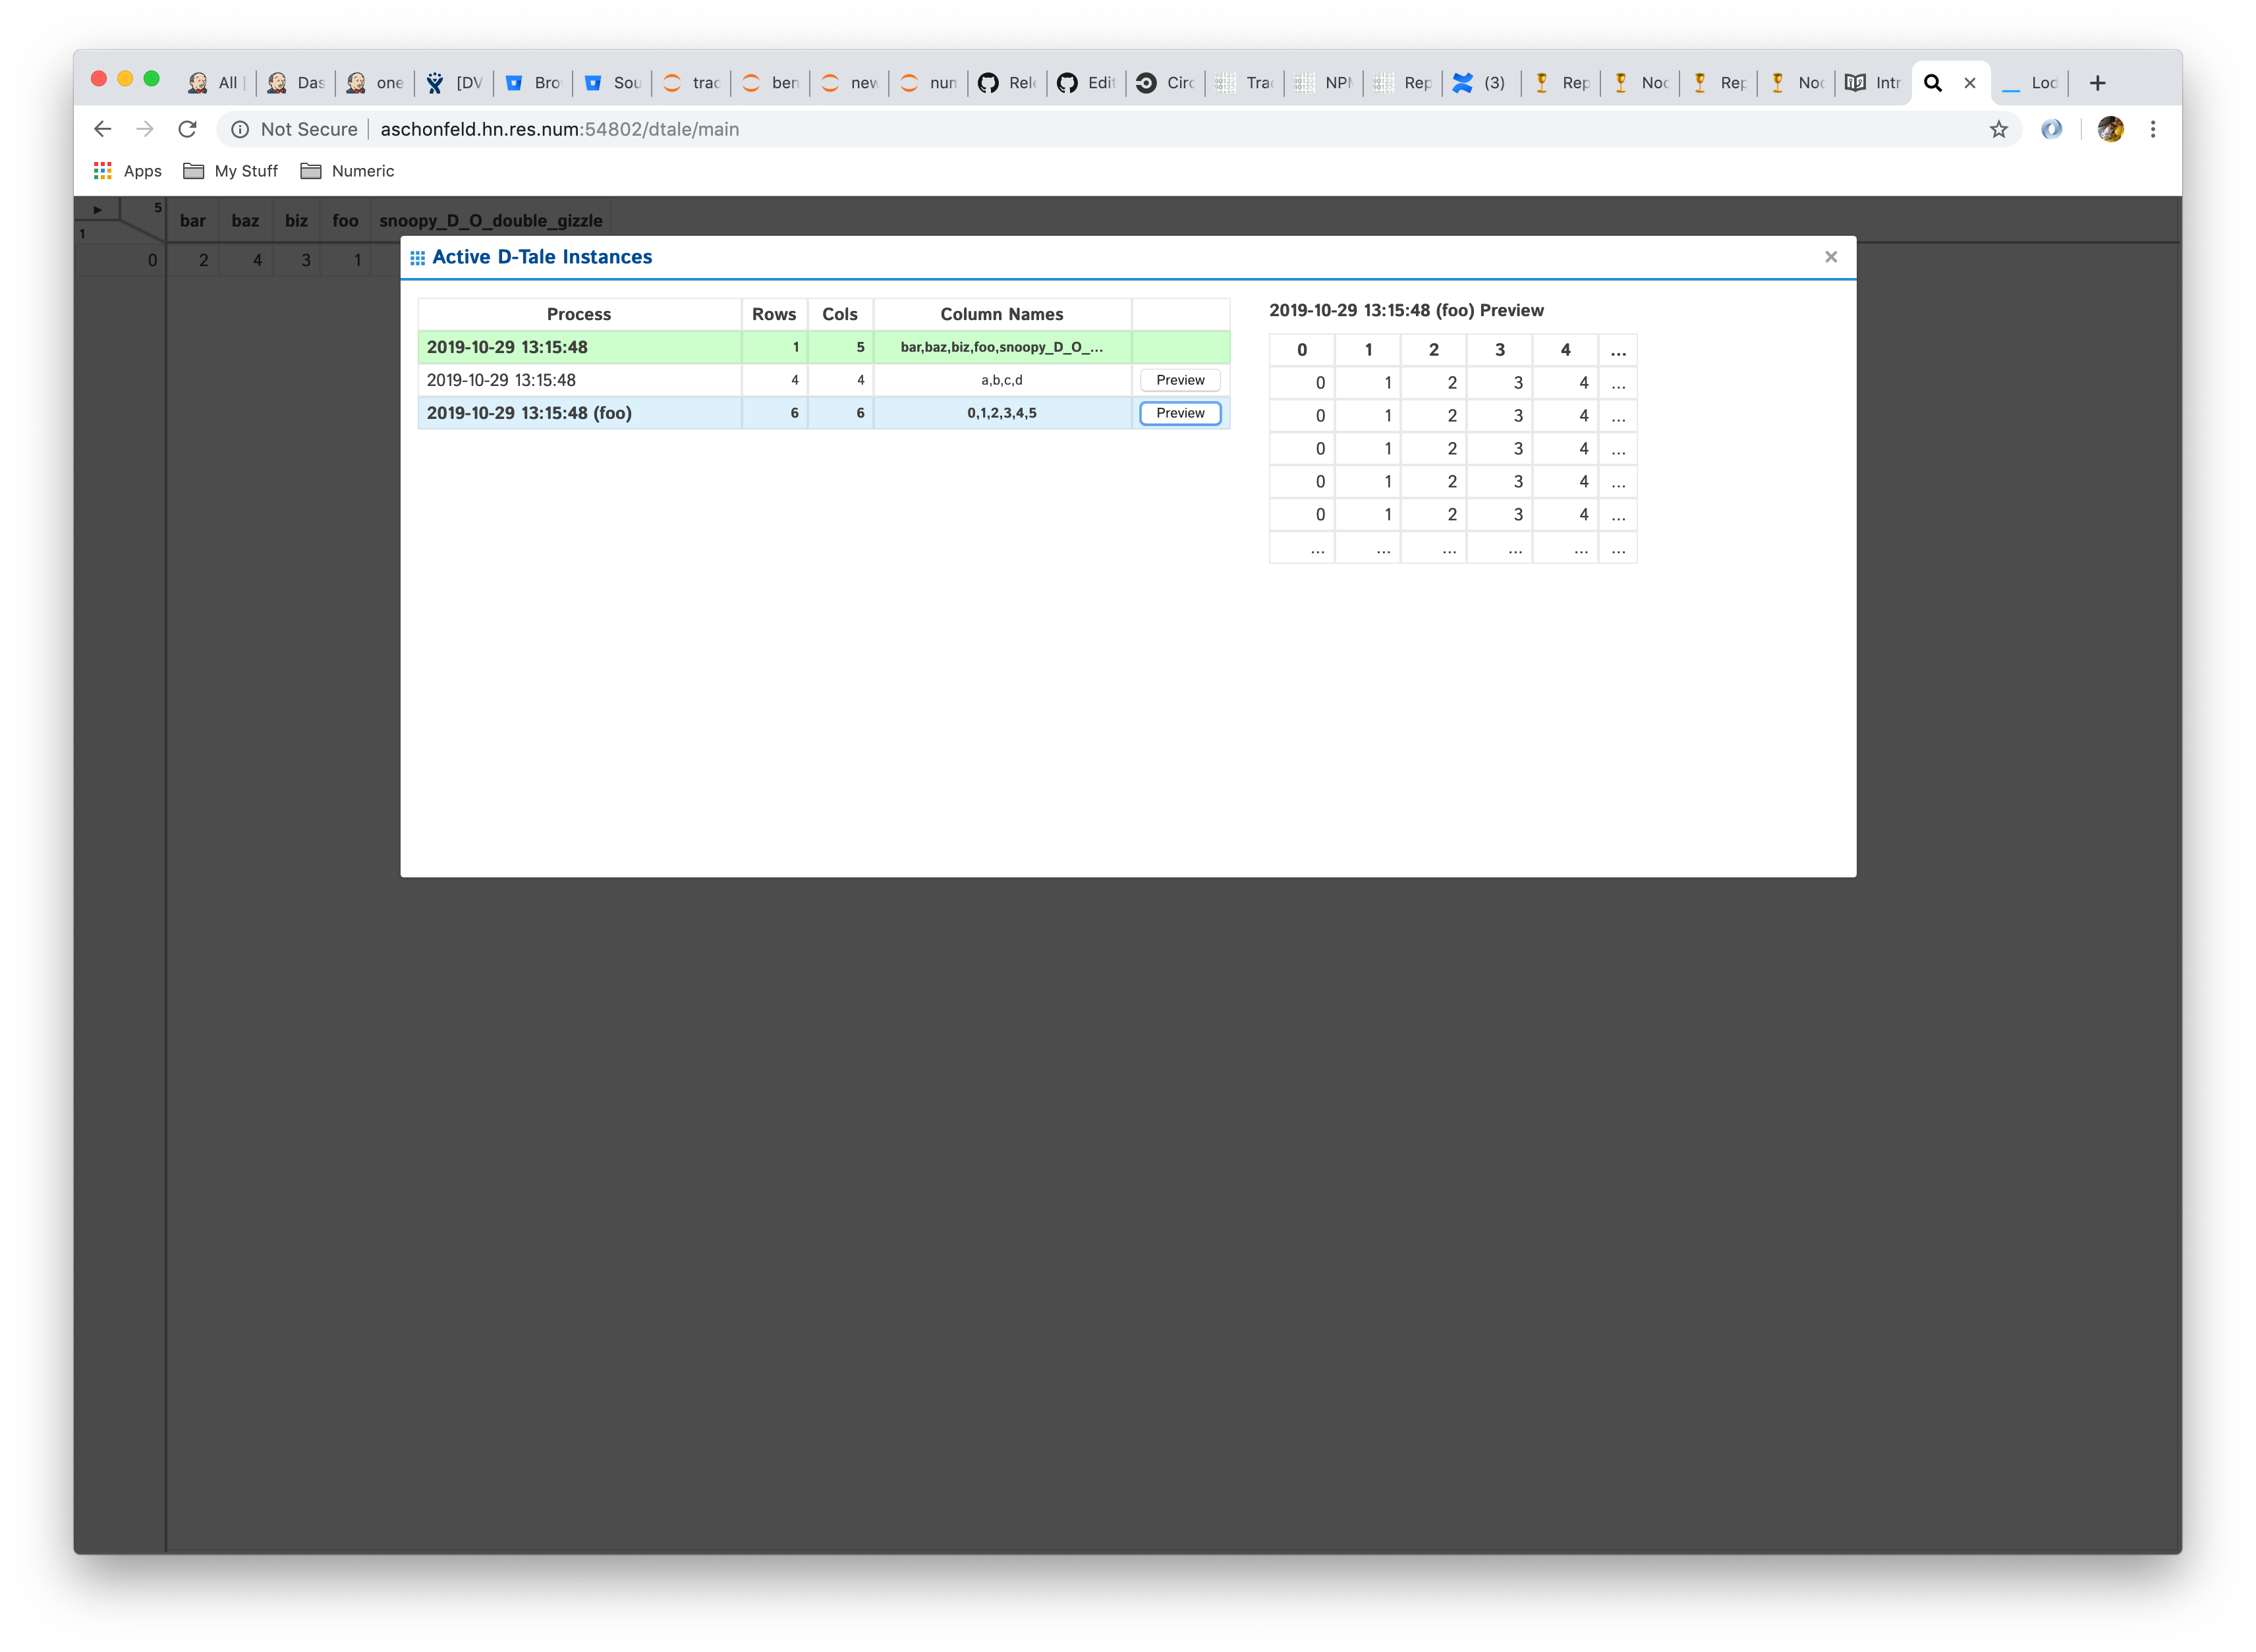 All [ Das one [DV Bro Sou trac ben new num Rele Edit Circ Trac NPM Rep (3) Rep Noc Rep Noc Intr Lod
Not Secure aschonfeld.hn.res.num:54802/dtale/main
Apps My Stuff Numeric
5 bar baz biz foo snoopy_D_O_double_gizzle
1
0 2 4 3 1
Active D-Tale Instances ×
Process Rows Cols Column Names
2019-10-29 13:15:48 1 5 bar,baz,biz,foo,snoopy_D_O_...
2019-10-29 13:15:48 4 4 a,b,c,d Preview
2019-10-29 13:15:48 (foo) 6 6 0,1,2,3,4,5 Preview
2019-10-29 13:15:48 (foo) Preview
0 1 2 3 4 ...
0 1 2 3 4 ...
0 1 2 3 4 ...
0 1 2 3 4 ...
0 1 2 3 4 ...
0 1 2 3 4 ...
... ... ... ... ... ...